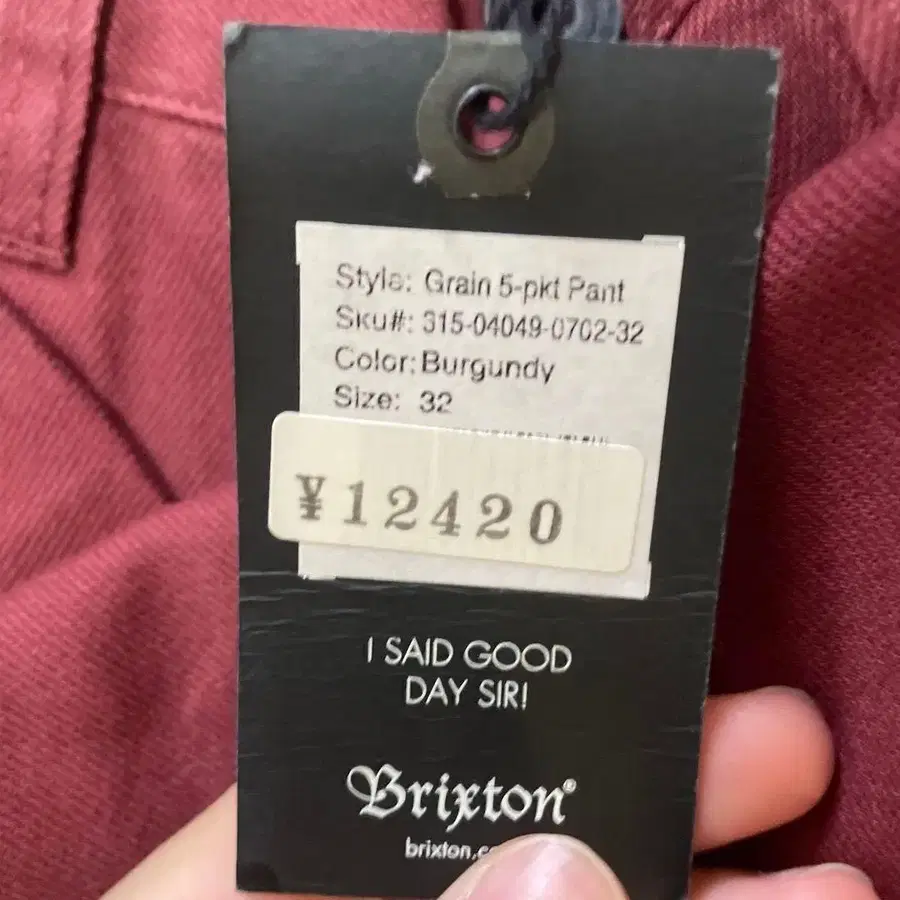 Style: Grain 5-pkt Pant
Sku#: 315-04049-0702-32
Color: Burgundy
Size: 32
¥12420
I SAID GOOD
DAY SIR!
Brixton®
brixton.c